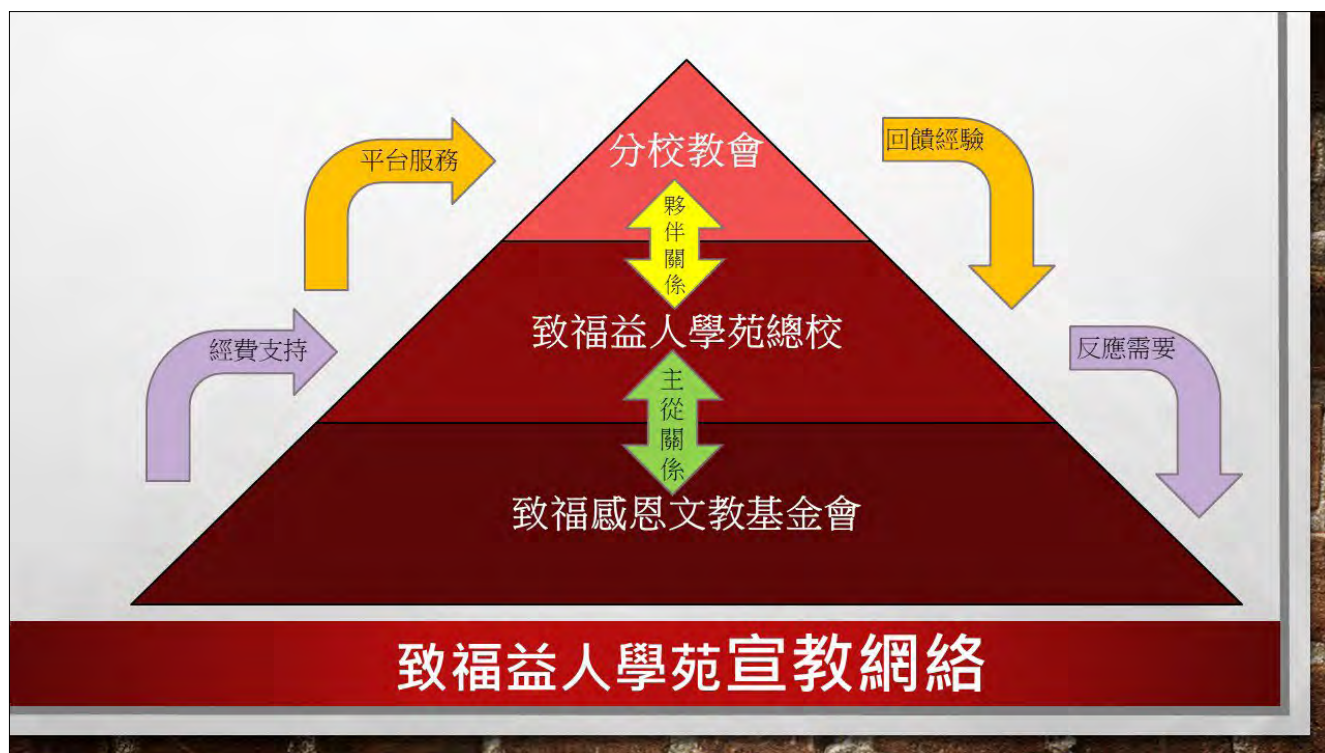 分校教會
平台服務
回饋經驗
夥伴關係
致福益人學苑總校
經費支持
反應需要
主從關係
致福感恩文教基金會
致福益人學苑宣教網絡